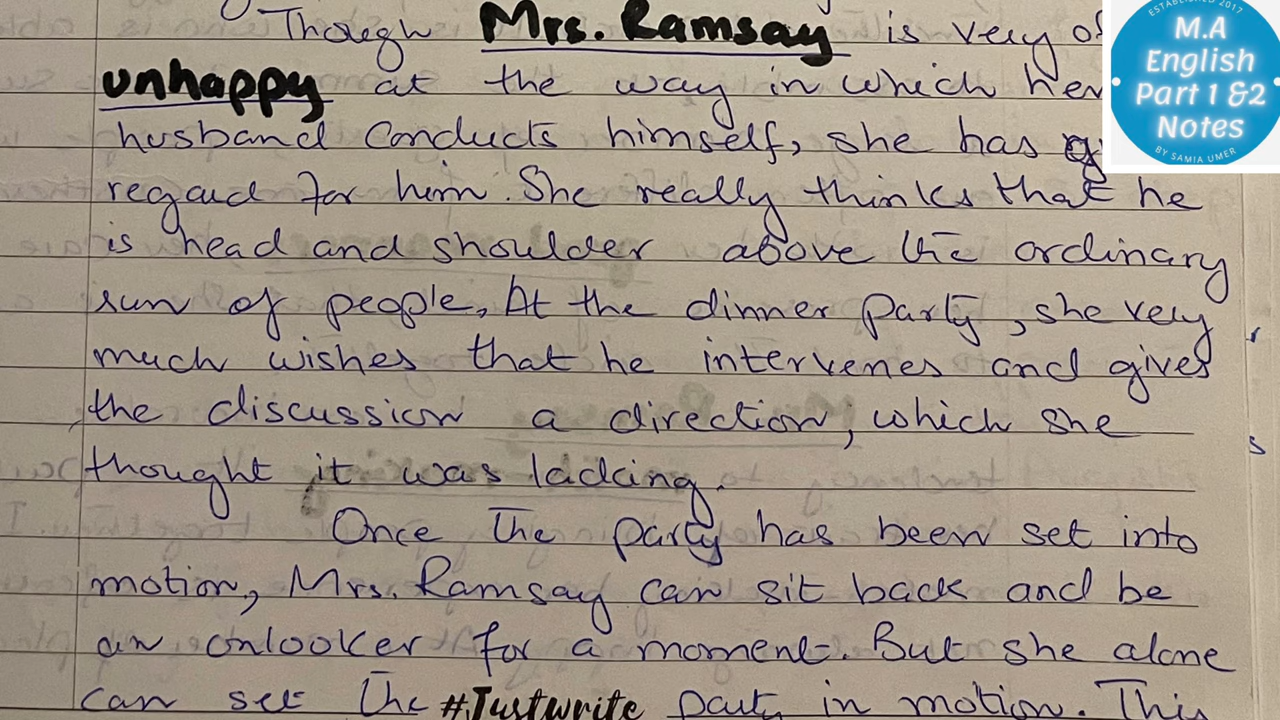 Though Mrs. Ramsay is very
unhappy at the way in which her
husband conducts himself, she has
regard for him. She really thinks that he
is head and shoulder above the ordinary
run of people. At the dinner party, she very
much wishes that he intervenes and gives
the discussion a direction, which she
thought it was lacking.
Once the party has been set into
motion, Mrs. Ramsay can sit back and be
an onlooker for a moment. But she alone
can set the #Justwrite party in motion. This
ESTABLISHED 2017
M.A
English
Part 1 &2
Notes
BY SAMIA UMER